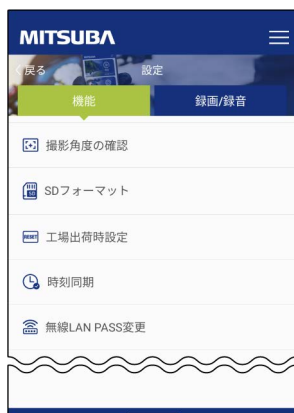 MITSUBA
〈戻る
設定
機能
録画/録音
撮影角度の確認
SD
SDフォーマット
RESET
工場出荷時設定
時刻同期
無線LAN PASS変更